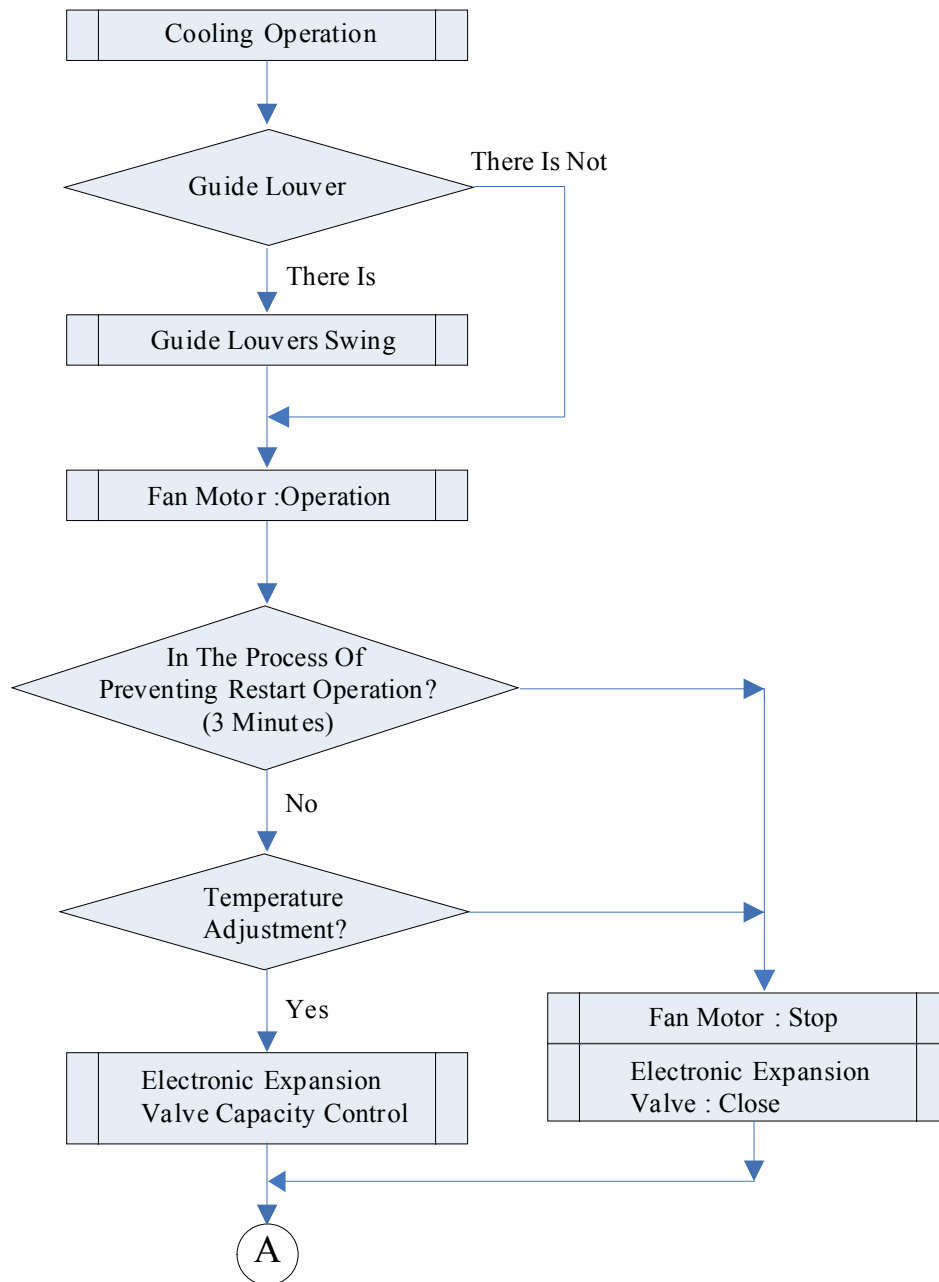 Cooling Operation
There Is Not
Guide Louver
There Is
Guide Louvers Swing
Fan Motor :Operation
In The Process Of
Preventing Restart Operation?
(3 Minutes)
No
Temperature
Adjustment?
Yes
Fan Motor : Stop
Electronic Expansion
Valve Capacity Control
Electronic Expansion
Valve : Close
A